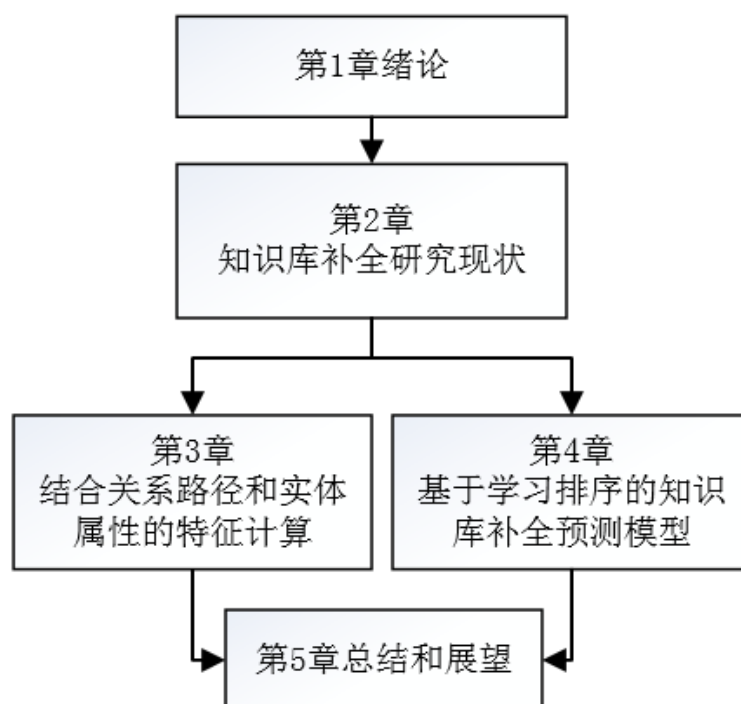 第1章绪论
第2章
知识库补全研究现状
第3章
结合关系路径和实体
属性的特征计算
第4章
基于学习排序的知识
库补全预测模型
第5章总结和展望